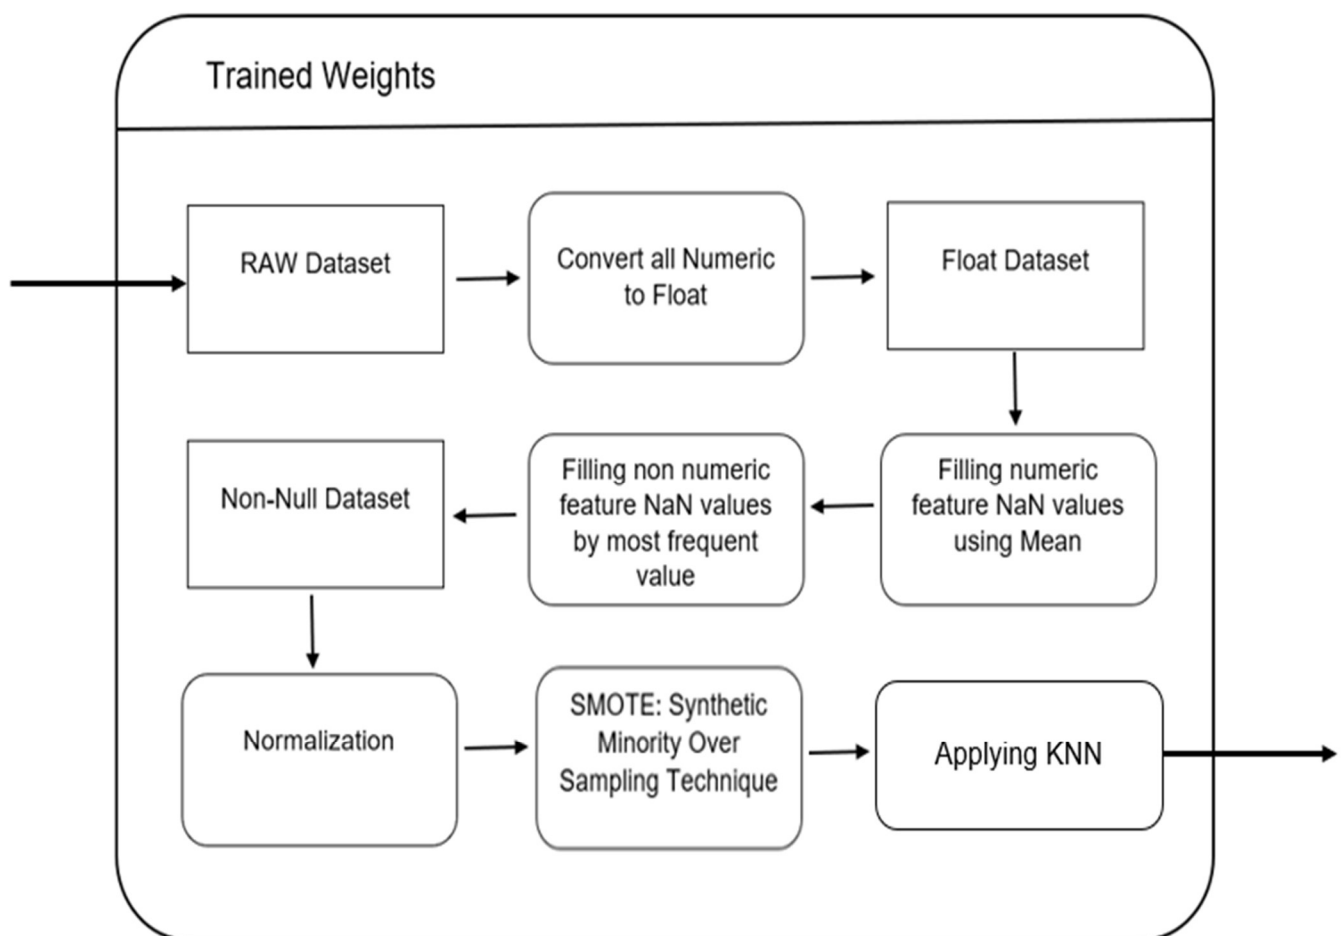 Trained Weights
RAW Dataset
Convert all Numeric
to Float
Float Dataset
Filling numeric
feature NaN values
using Mean
Filling non numeric
feature NaN values
by most frequent
value
Non-Null Dataset
Normalization
SMOTE: Synthetic
Minority Over
Sampling Technique
Applying KNN